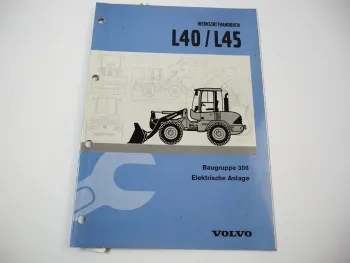 WERKSTATTHANDBUCH
L40/L45
Baugruppe 300
Elektrische Anlage
VOLVO